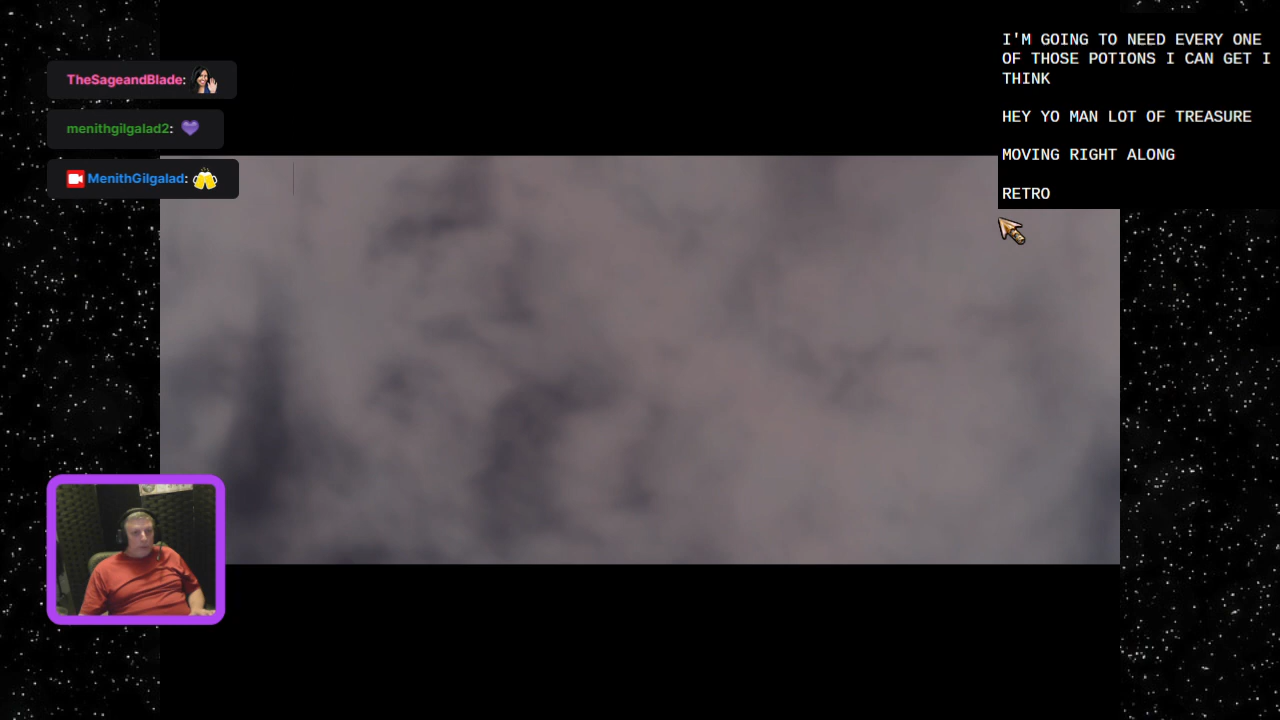 TheSageandBlade:
menithgilgalad2:
MenithGilgalad:
I'M GOING TO NEED EVERY ONE
OF THOSE POTIONS I CAN GET I
THINK
HEY YO MAN LOT OF TREASURE
MOVING RIGHT ALONG
RETRO